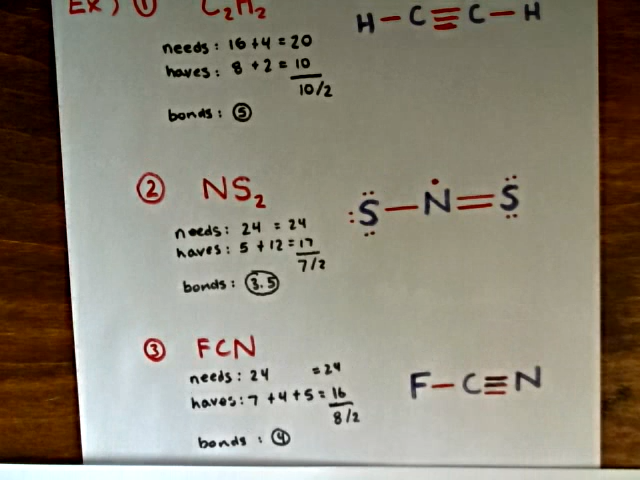 Ex) ① C₂H₂
H – C ≡ C – H
needs: 16 + 4 = 20
haves: 8 + 2 = 10
10/2
bonds: ⑤
② NS₂
S – N = S
needs: 24 = 24
haves: 5 + 12 = 17
7/2
bonds: 3.5
③ FCN
F – C ≡ N
needs: 24 = 24
haves: 7 + 4 + 5 = 16
8/2
bonds: ④